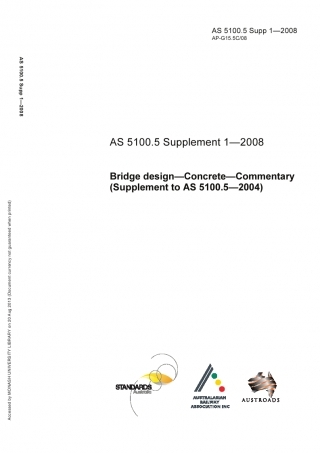 AS 5100.5 Supp 1—2008
AP-G15.5C/08
AS 5100.5 Supp 1—2008
AS 5100.5 Supplement 1—2008
Bridge design—Concrete—Commentary
(Supplement to AS 5100.5—2004)
Accessed by MONASH UNIVERSITY LIBRARY on 20 Aug 2012 (Document currency not guaranteed when printed)
STANDARDS
Australia
AUSTRALASIAN
RAILWAY
ASSOCIATION INC
AUSTROADS